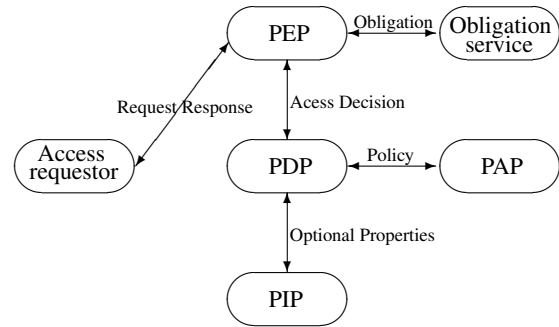 PEP
Obligation
Obligation
service
Request Response
Acess Decision
Access
requestor
PDP
Policy
PAP
Optional Properties
PIP